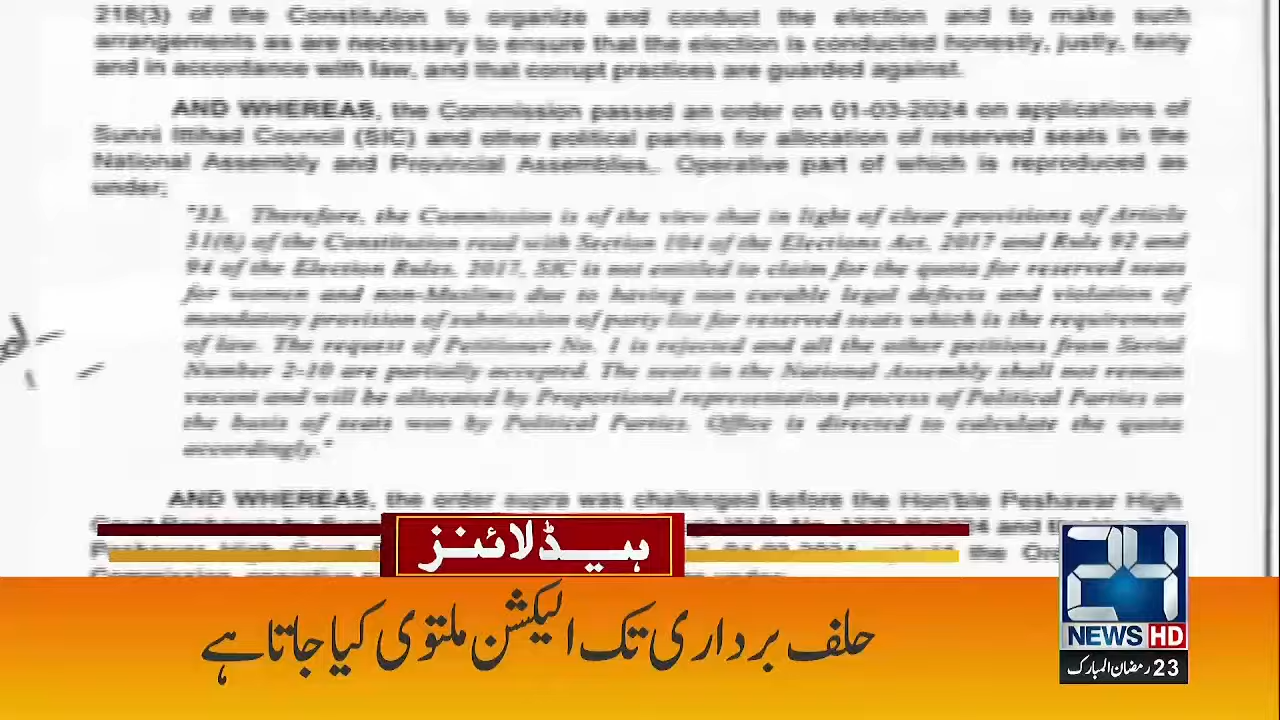 218(3) of the Constitution to organize and conduct the election and to make such
arrangements as are necessary to ensure that the election is conducted honestly, justly, fairly
and in accordance with law, and that corrupt practices are guarded against.
AND WHEREAS, the Commission passed an order on 01-03-2024 on applications of
Sunni Ittihad Council (SIC) and other political parties for allocation of reserved seats in the
National Assembly and Provincial Assemblies,. Operative part of which is reproduced as
under;
"33. Therefore, the Commission is of the view that in light of clear provisions of Article
51(6) of the Constitution read with Section 104 of the Elections Act, 2017 and Rule 92 and
94 of the Election Rules, 2017, SIC is not entitled to claim for the quota for reserved seats
for women and non-Muslims due to having non curable legal defects and violation of
mandatory provision of submission of party list for reserved seats which is the requirement
of law. The request of Petitioner No. 1 is rejected and all the other petitions from Serial
Number 2-10 are partially accepted. The seats in the National Assembly shall not remain
vacant and will be allocated by Proportional representation process of Political Parties on
the basis of seats won by Political Parties. Office is directed to calculate the quota
accordingly."
AND WHEREAS, the order supra was challenged before the Hon'ble Peshawar High
ہیڈلائنز
حلف برداری تک الیکشن ملتوی کیا جاتا ہے
24
NEWS HD
23 رمضان المبارک